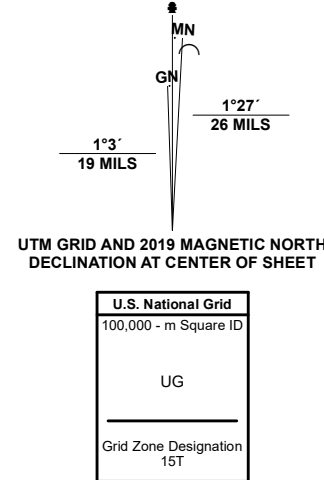 MN
GN
1°27´
26 MILS
1°3´
19 MILS
UTM GRID AND 2019 MAGNETIC NORTH
DECLINATION AT CENTER OF SHEET
U.S. National Grid
100,000 - m Square ID
UG
Grid Zone Designation
15T